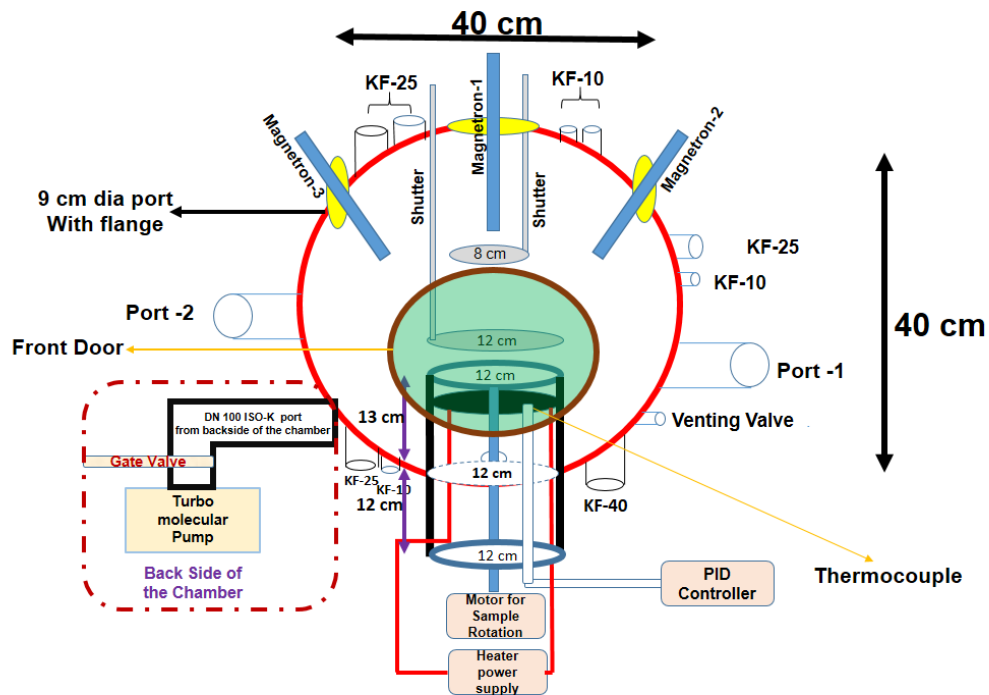 40 cm
KF-25
Magnetron-1
KF-10
Magnetron-3
Magnetron-2
Shutter
Shutter
9 cm dia port
With flange
8 cm
KF-25
KF-10
40 cm
Port -2
Front Door
12 cm
12 cm
Port -1
13 cm
Venting Valve
DN 100 ISO-K port
from backside of the chamber
Gate Valve
KF-25
KF-10
12 cm
12 cm
KF-40
Turbo
molecular
Pump
12 cm
Back Side of
the Chamber
PID
Controller
Thermocouple
Motor for
Sample
Rotation
Heater
power
supply